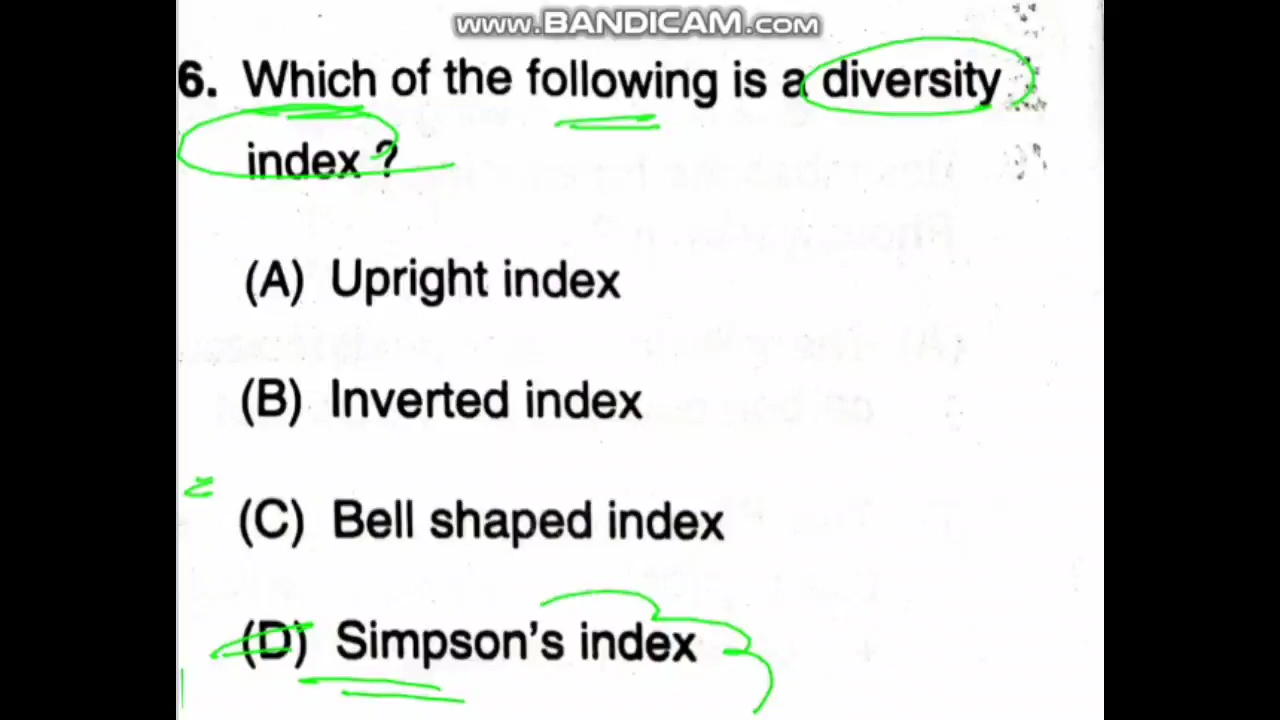 www.BANDICAM.com
6. Which of the following is a diversity
index ?
(A) Upright index
(B) Inverted index
(C) Bell shaped index
(D) Simpson's index